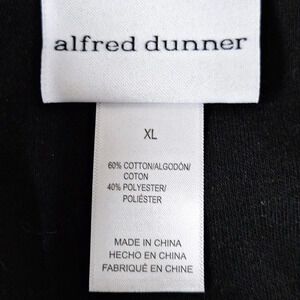 alfred dunner
XL
60% COTTON/ALGODÓN/
COTON
40% POLYESTER/
POLIÉSTER
MADE IN CHINA
HECHO EN CHINA
FABRIQUÉ EN CHINE